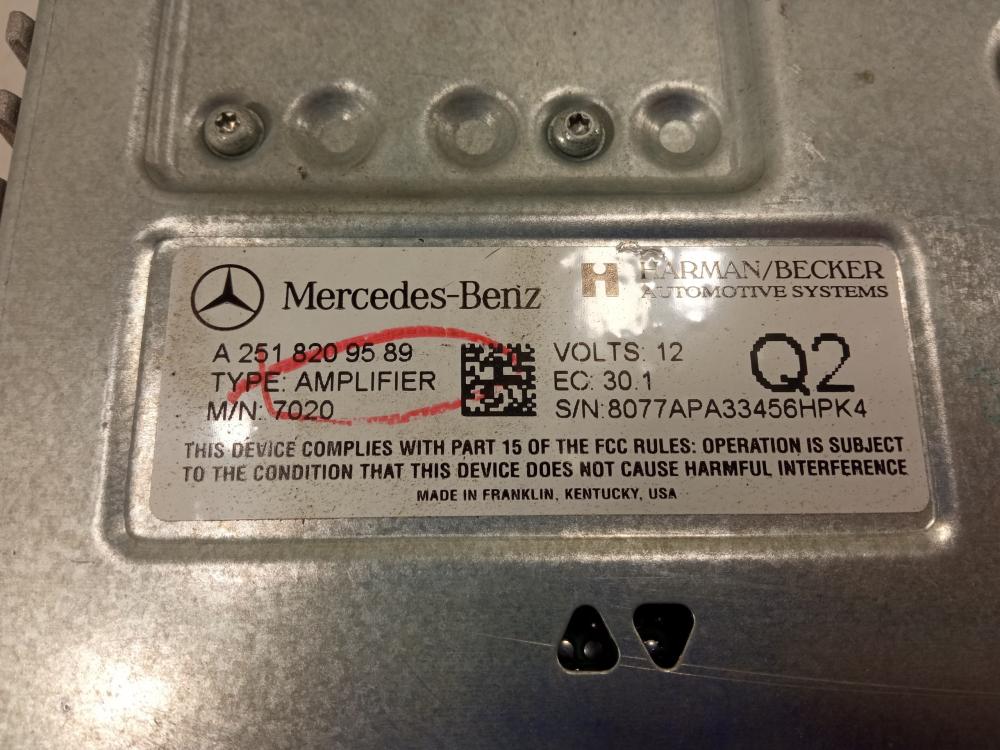 Mercedes-Benz
HARMAN/BECKER
AUTOMOTIVE SYSTEMS
A 251 820 95 89
TYPE: AMPLIFIER
M/N: 7020
VOLTS: 12
EC: 30.1
S/N:8077APA33456HPK4
Q2
THIS DEVICE COMPLIES WITH PART 15 OF THE FCC RULES: OPERATION IS SUBJECT
TO THE CONDITION THAT THIS DEVICE DOES NOT CAUSE HARMFUL INTERFERENCE
MADE IN FRANKLIN, KENTUCKY, USA